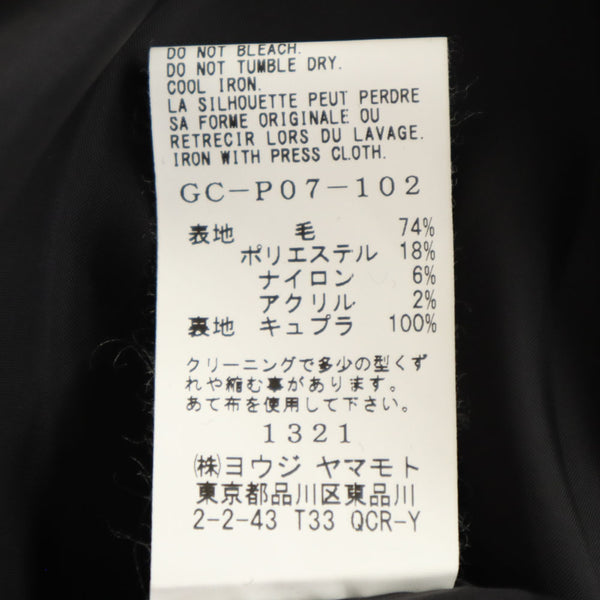 DO NOT BLEACH.
DO NOT TUMBLE DRY.
COOL IRON.
LA SILHOUETTE PEUT PERDRE
SA FORME ORIGINALE OU
RETRECIR LORS DU LAVAGE.
IRON WITH PRESS CLOTH.
GC-P07-102
表地 毛 74%
ポリエステル 18%
ナイロン 6%
アクリル 2%
裏地 キュプラ 100%
クリーニングで多少の型くず
れや縮む事があります。
あて布を使用して下さい。
1321
㈱ヨウジ ヤマモト
東京都品川区東品川
2-2-43 T33 QCR-Y